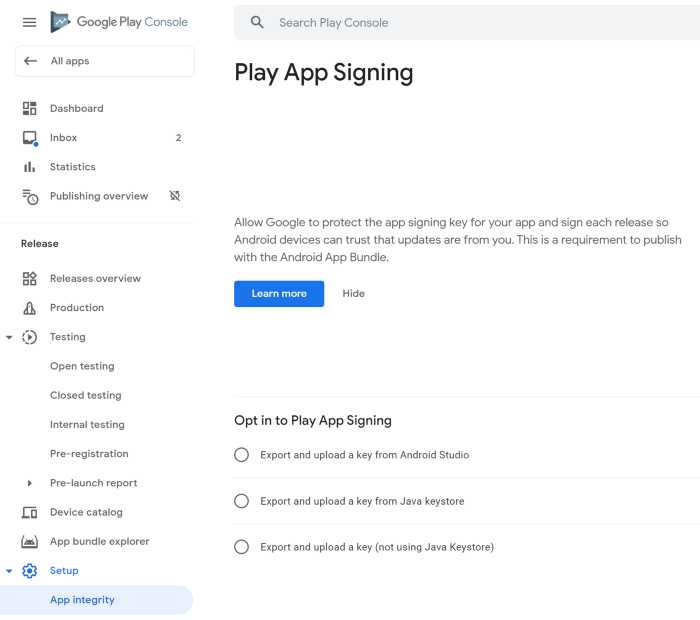 Google Play Console
Search Play Console
All apps
Play App Signing
Dashboard
Inbox 2
Statistics
Publishing overview
Release
Releases overview
Production
Testing
Open testing
Closed testing
Internal testing
Pre-registration
Pre-launch report
Device catalog
App bundle explorer
Setup
App integrity
Allow Google to protect the app signing key for your app and sign each release so
Android devices can trust that updates are from you. This is a requirement to publish
with the Android App Bundle.
Learn more Hide
Opt in to Play App Signing
Export and upload a key from Android Studio
Export and upload a key from Java keystore
Export and upload a key (not using Java Keystore)